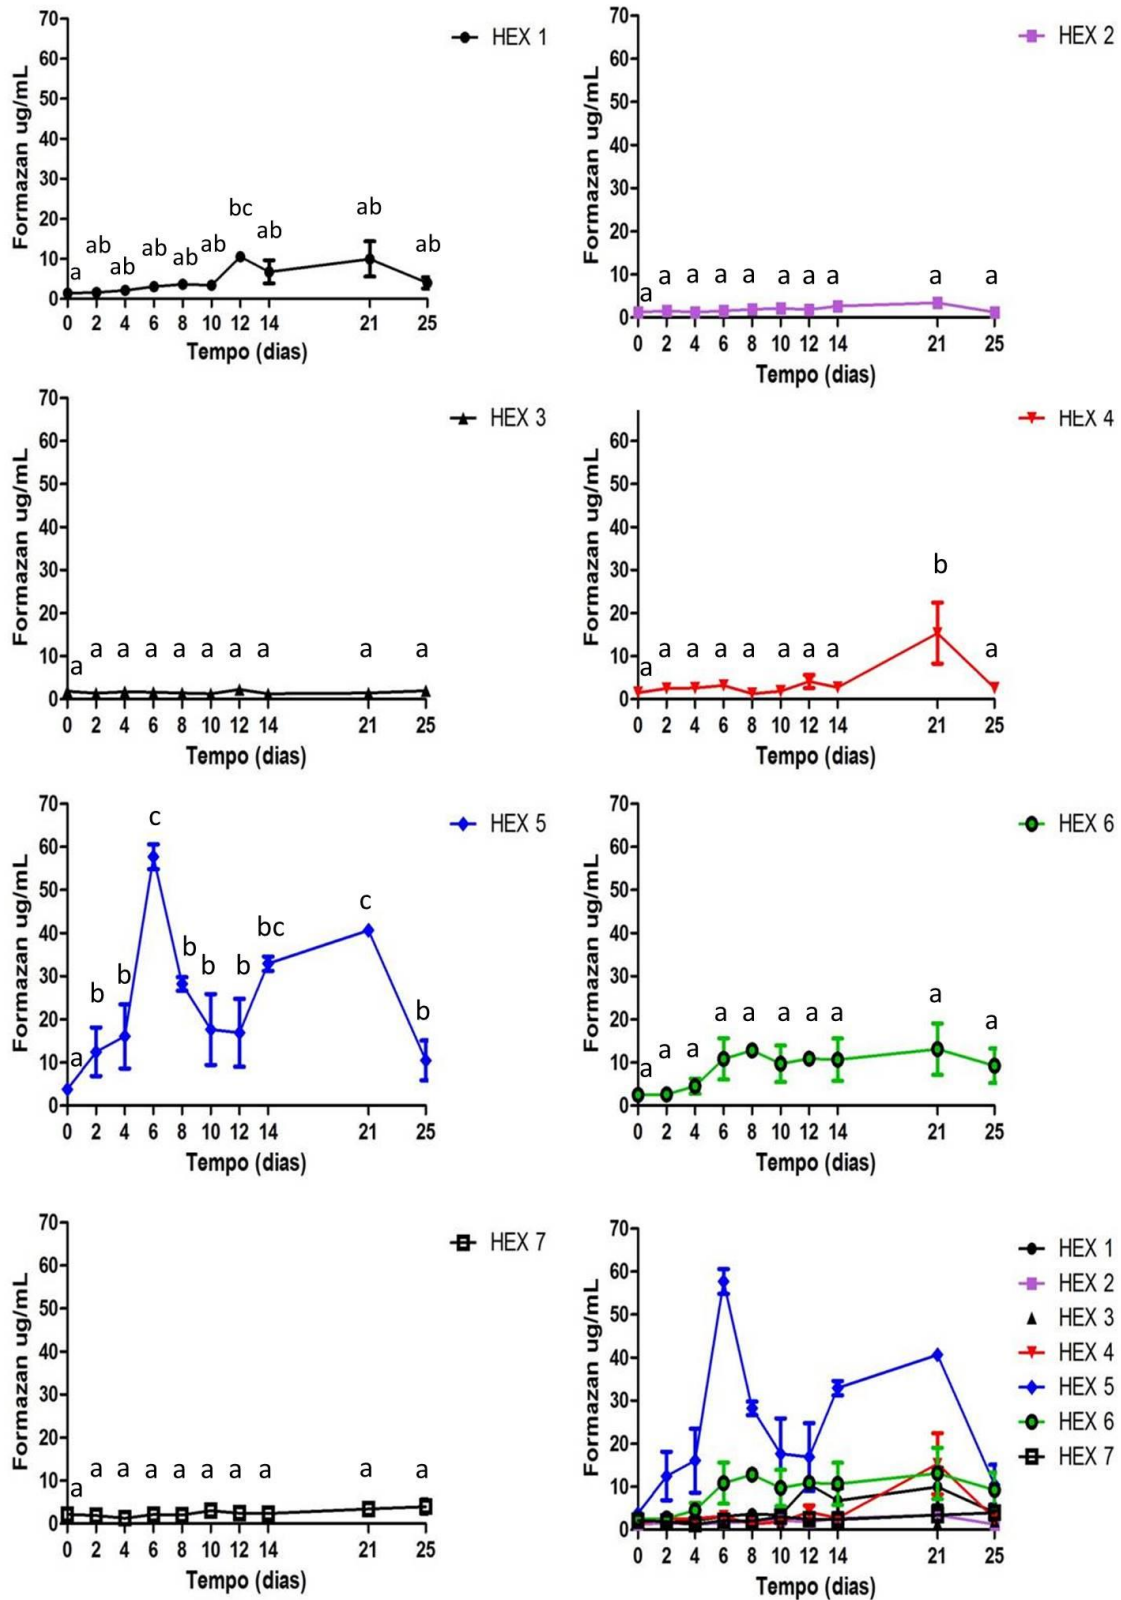 70
60
50
40
30
20
10
0
Formazan ug/mL
a ab ab ab ab ab bc ab ab ab
0 2 4 6 8 10 12 14 21 25
Tempo (dias)
HEX 1
70
60
50
40
30
20
10
0
Formazan ug/mL
a a a a a a a a a a
0 2 4 6 8 10 12 14 21 25
Tempo (dias)
HEX 2
70
60
50
40
30
20
10
0
Formazan ug/mL
a a a a a a a a a a
0 2 4 6 8 10 12 14 21 25
Tempo (dias)
HEX 3
60
50
40
30
20
10
0
Formazan ug/mL
a a a a a a a a b a
0 2 4 6 8 10 12 14 21 25
Tempo (dias)
HEX 4
70
60
50
40
30
20
10
0
Formazan ug/mL
a b b c b b b bc c b
0 2 4 6 8 10 12 14 21 25
Tempo (dias)
HEX 5
70
60
50
40
30
20
10
0
Formazan ug/mL
a a a a a a a a a a
0 2 4 6 8 10 12 14 21 25
Tempo (dias)
HEX 6
70
60
50
40
30
20
10
0
Formazan ug/mL
a a a a a a a a a a
0 2 4 6 8 10 12 14 21 25
Tempo (dias)
HEX 7
70
60
50
40
30
20
10
0
Formazan ug/mL
0 2 4 6 8 10 12 14 21 25
Tempo (dias)
HEX 1
HEX 2
HEX 3
HEX 4
HEX 5
HEX 6
HEX 7